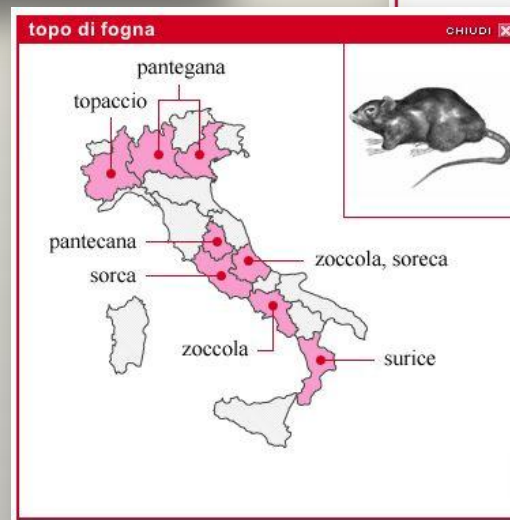 topo di fogna
CHIUDI
pantegana
topaccio
pantecana
zoccola, soreca
sorca
zoccola
surice